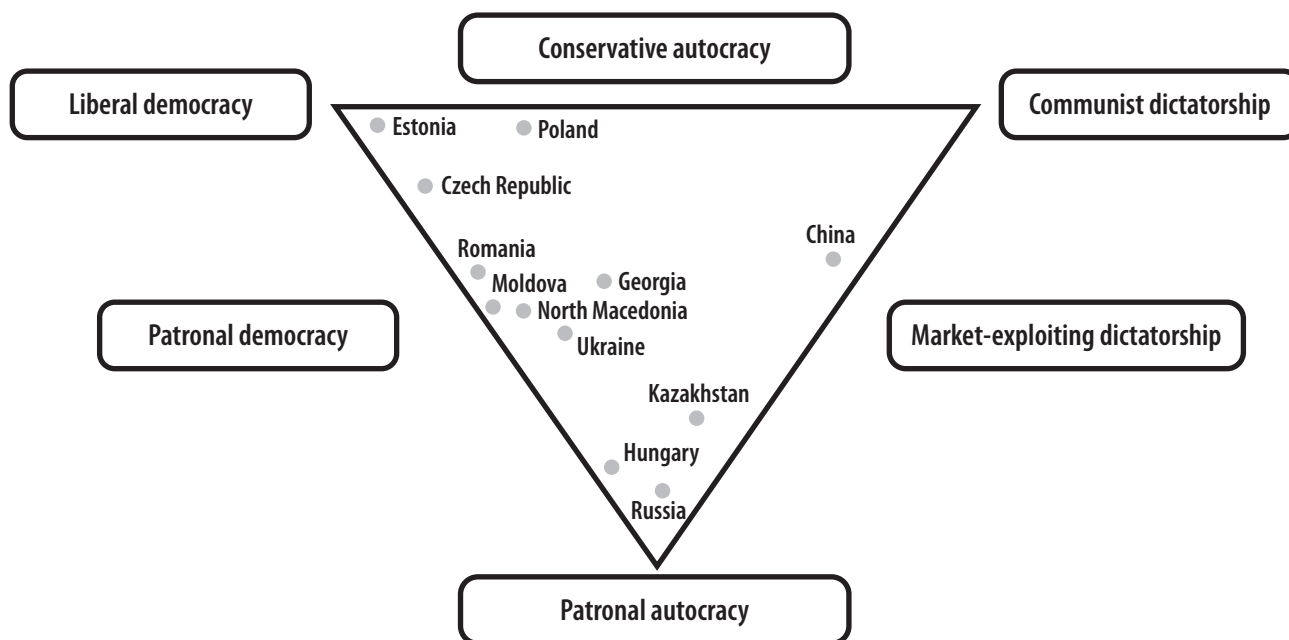 Conservative autocracy
Liberal democracy
Communist dictatorship
Estonia
Poland
Czech Republic
China
Romania
Georgia
Moldova
North Macedonia
Patronal democracy
Market-exploiting dictatorship
Ukraine
Kazakhstan
Hungary
Russia
Patronal autocracy